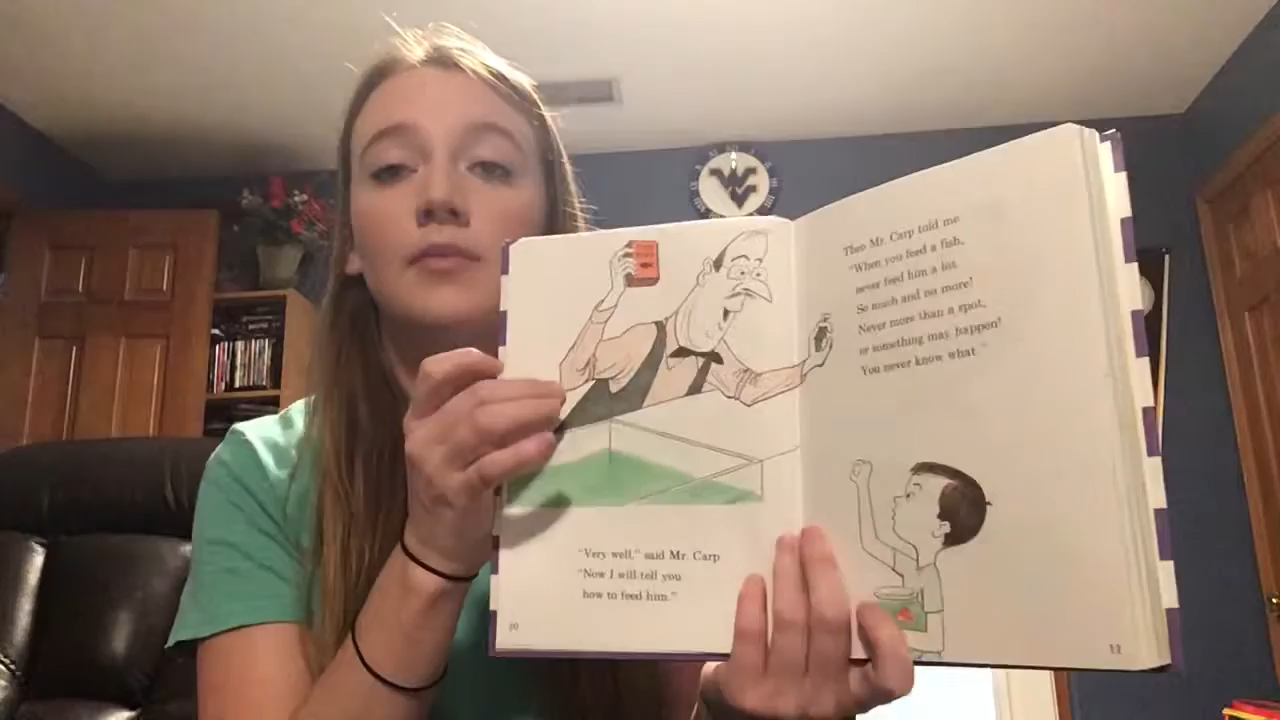 "Very well," said Mr. Carp
"Now I will tell you
how to feed him."
10
Then Mr. Carp told me
"When you feed a fish,
never feed him a lot.
So much and no more!
Never more than a spot,
or something may happen!
You never know what."
11
WV